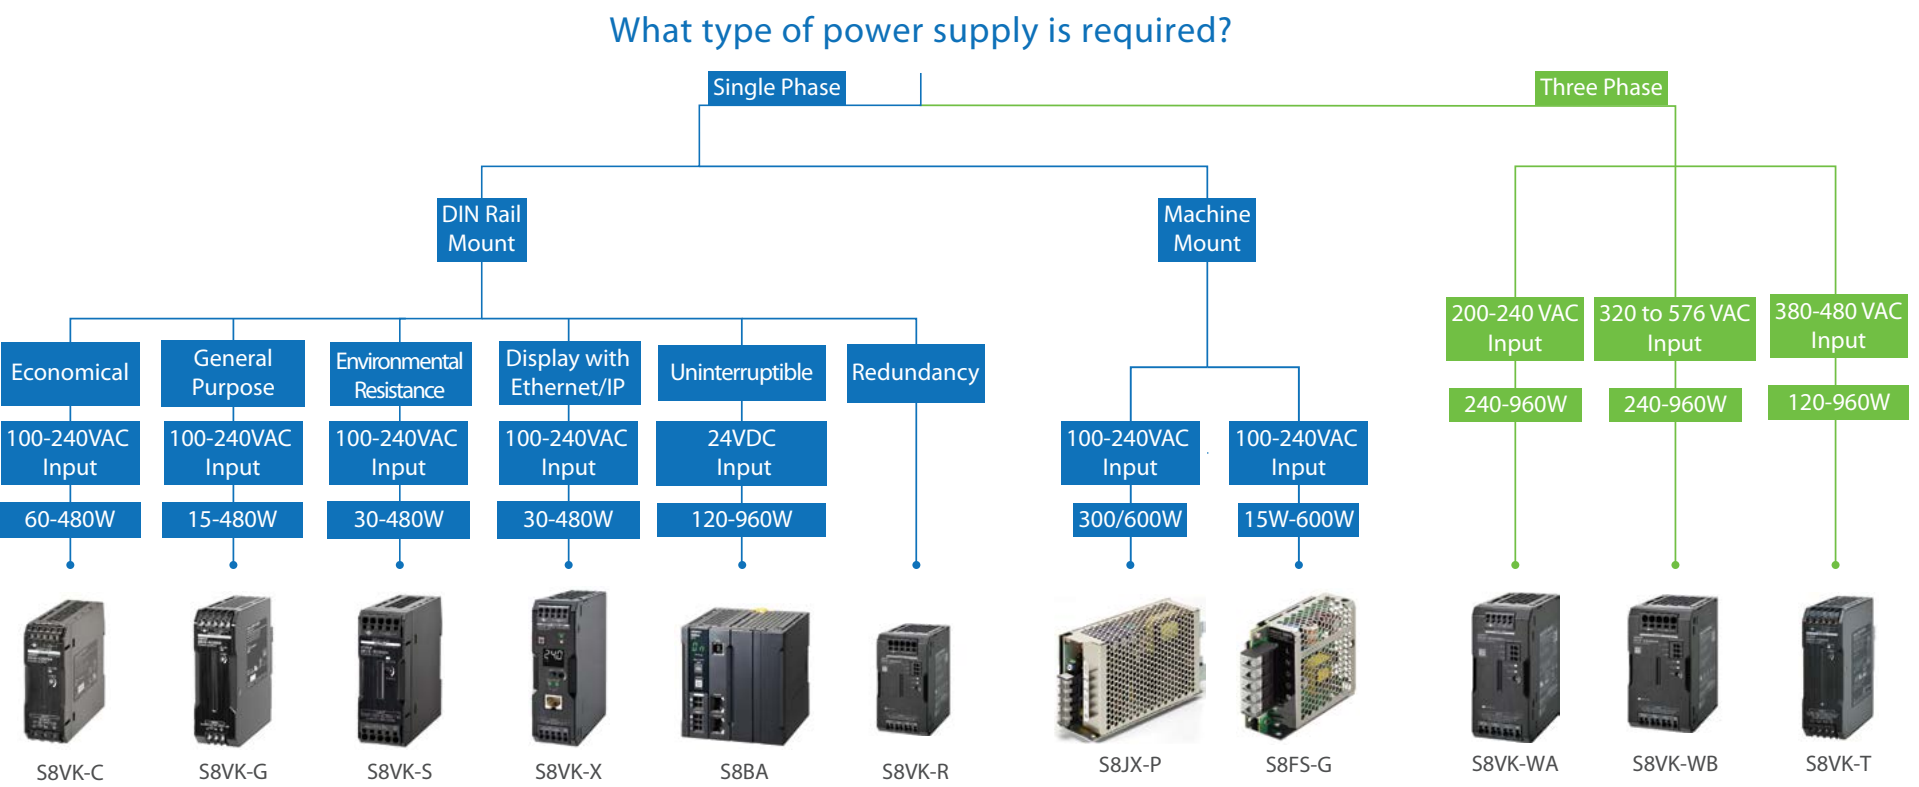 What type of power supply is required?
Single Phase
Three Phase
DIN Rail
Mount
Machine
Mount
Economical
General
Purpose
Environmental
Resistance
Display with
Ethernet/IP
Uninterruptible
Redundancy
100-240VAC
Input
100-240VAC
Input
100-240VAC
Input
100-240VAC
Input
24VDC
Input
100-240VAC
Input
100-240VAC
Input
200-240 VAC
Input
320 to 576 VAC
Input
380-480 VAC
Input
60-480W
15-480W
30-480W
30-480W
120-960W
300/600W
15W-600W
240-960W
240-960W
120-960W
S8VK-C
S8VK-G
S8VK-S
S8VK-X
S8BA
S8VK-R
S8JX-P
S8FS-G
S8VK-WA
S8VK-WB
S8VK-T